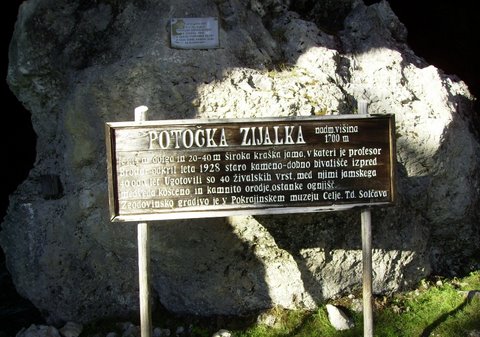 POTOČKA ZIJALKA nadm. višina
1700 m
in 20-40 m široka kraška jama, v kateri je profesor
odkril leta 1928 staro kameno-dobno bivališče izpred
let Ugotovili so 40 živalskih vrst, med njimi jamskega
koščeno in kamnito orodje, ostanke ognjišč.
Zgodovinsko gradivo je v Pokrajinskem muzeju Celje. Td. Solčava